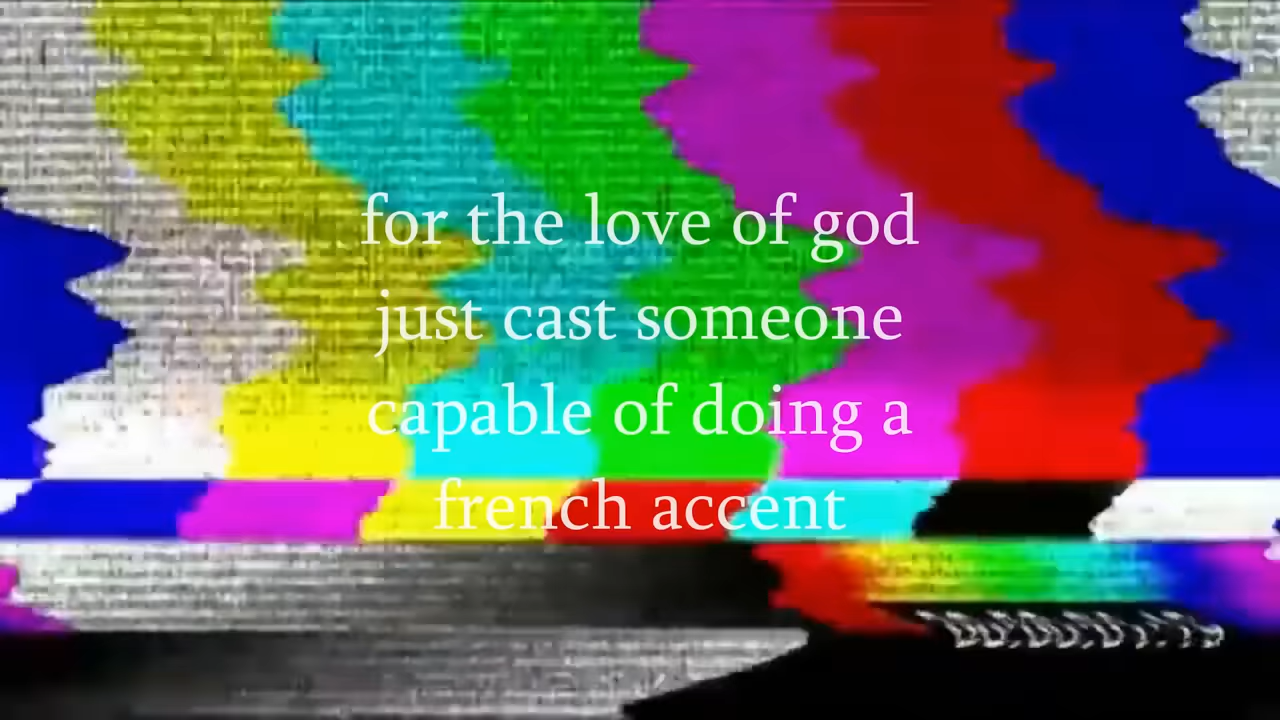 for the love of god
just cast someone
capable of doing a
french accent